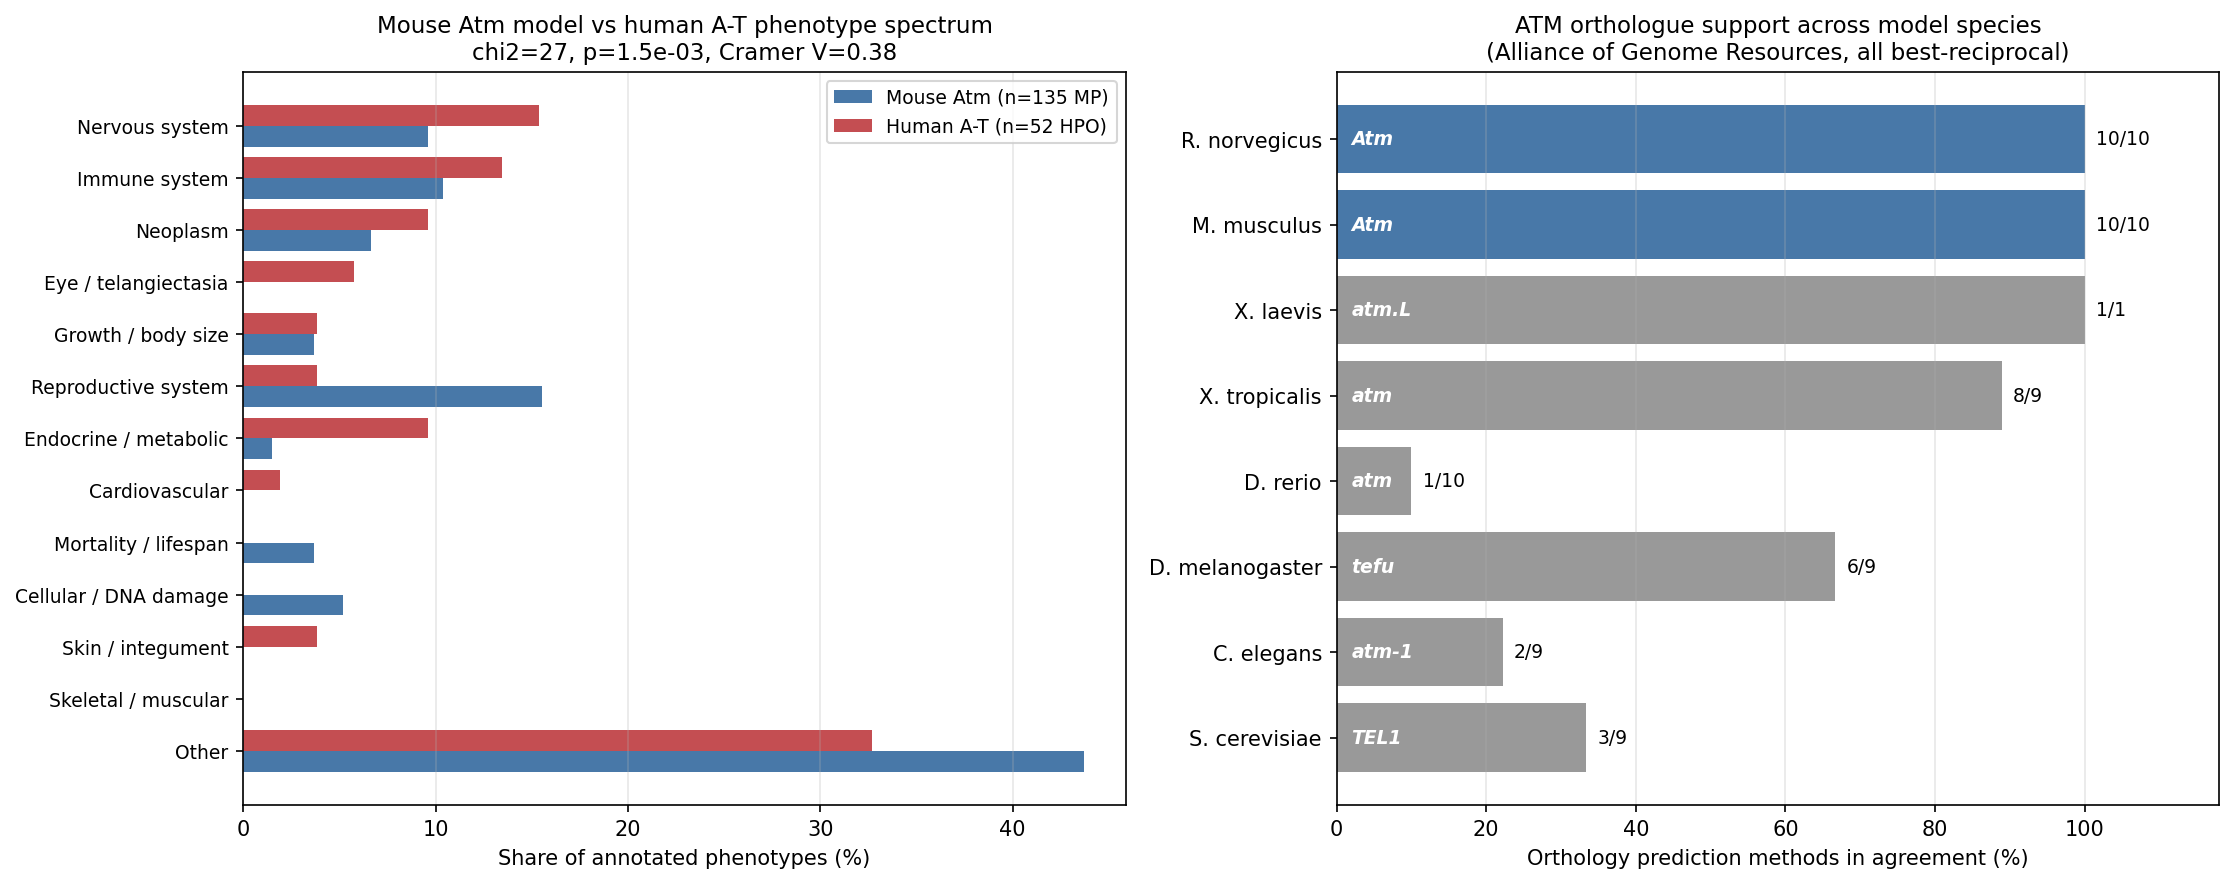 Mouse Atm model vs human A-T phenotype spectrum
chi2=27, p=1.5e-03, Cramer V=0.38
Mouse Atm (n=135 MP)
Human A-T (n=52 HPO)
Nervous system
Immune system
Neoplasm
Eye / telangiectasia
Growth / body size
Reproductive system
Endocrine / metabolic
Cardiovascular
Mortality / lifespan
Cellular / DNA damage
Skin / integument
Skeletal / muscular
Other
0 10 20 30 40
Share of annotated phenotypes (%)
ATM orthologue support across model species
(Alliance of Genome Resources, all best-reciprocal)
R. norvegicus Atm 10/10
M. musculus Atm 10/10
X. laevis atm.L 1/1
X. tropicalis atm 8/9
D. rerio atm 1/10
D. melanogaster tefu 6/9
C. elegans atm-1 2/9
S. cerevisiae TEL1 3/9
0 20 40 60 80 100
Orthology prediction methods in agreement (%)